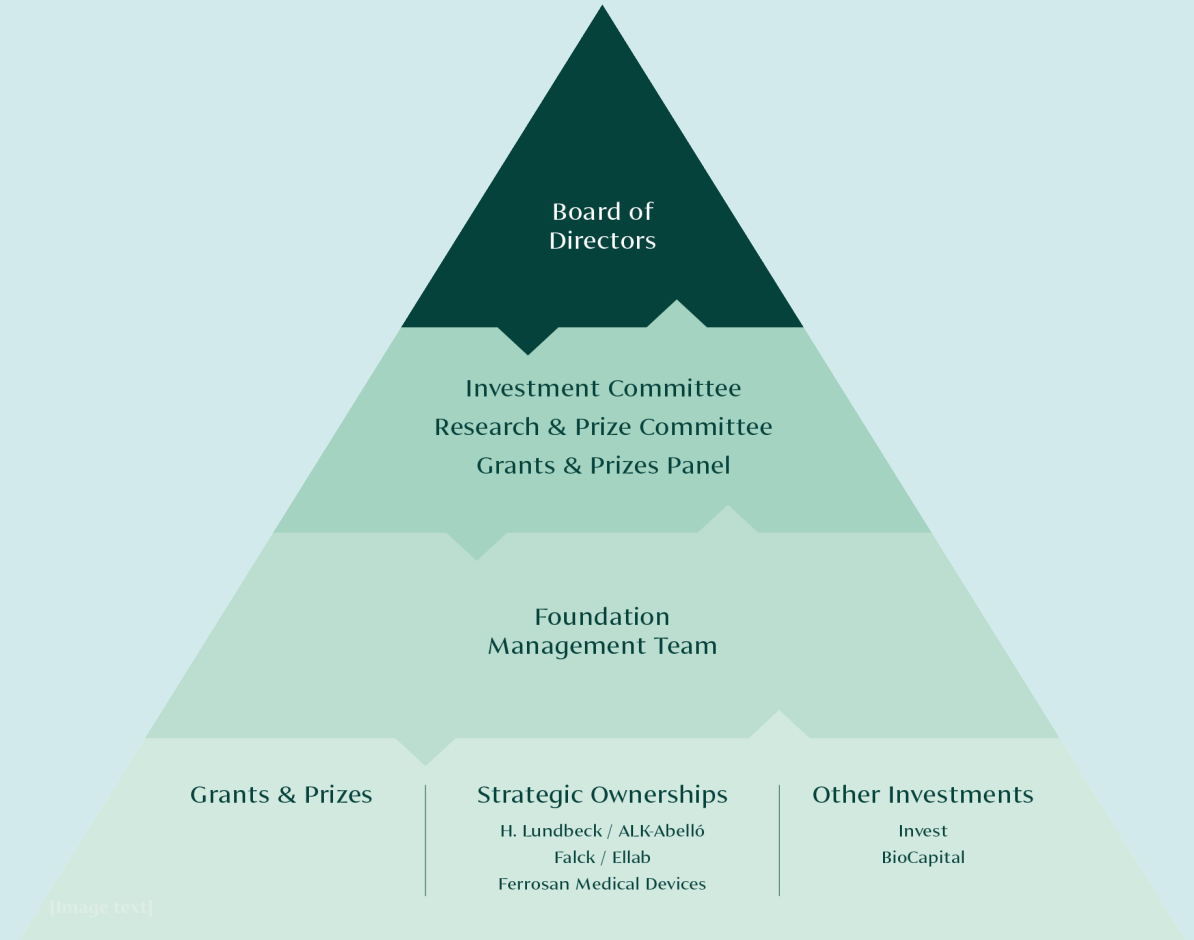 Board of
Directors
Investment Committee
Research & Prize Committee
Grants & Prizes Panel
Foundation
Management Team
Grants & Prizes
Strategic Ownerships
H. Lundbeck / ALK-Abelló
Falck / Ellab
Ferrosan Medical Devices
Other Investments
Invest
BioCapital
[Image text]